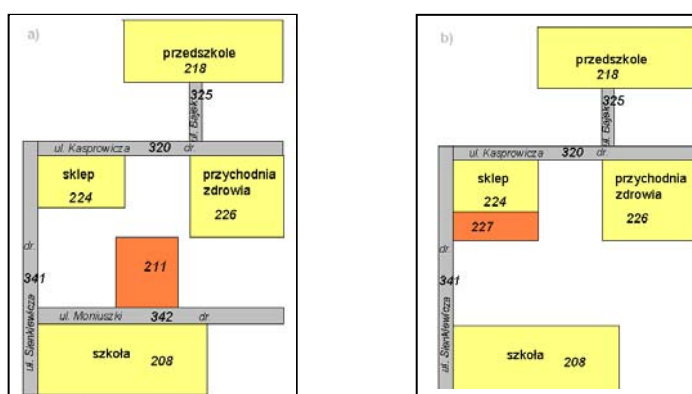 a)
przedszkole
218
325
ul. Bajski
ul. Kasprowicza 320 dr.
sklep
224
przychodnia
zdrowia
226
dr.
341
ul. Sienkiewicza
211
ul. Moniuszki 342 dr
szkoła 208
b)
przedszkole
218
325
ul. Bajski
ul. Kasprowicza 320 dr.
sklep
224
227
przychodnia
zdrowia
226
dr.
341
ul. Sienkiewicza
szkoła
208